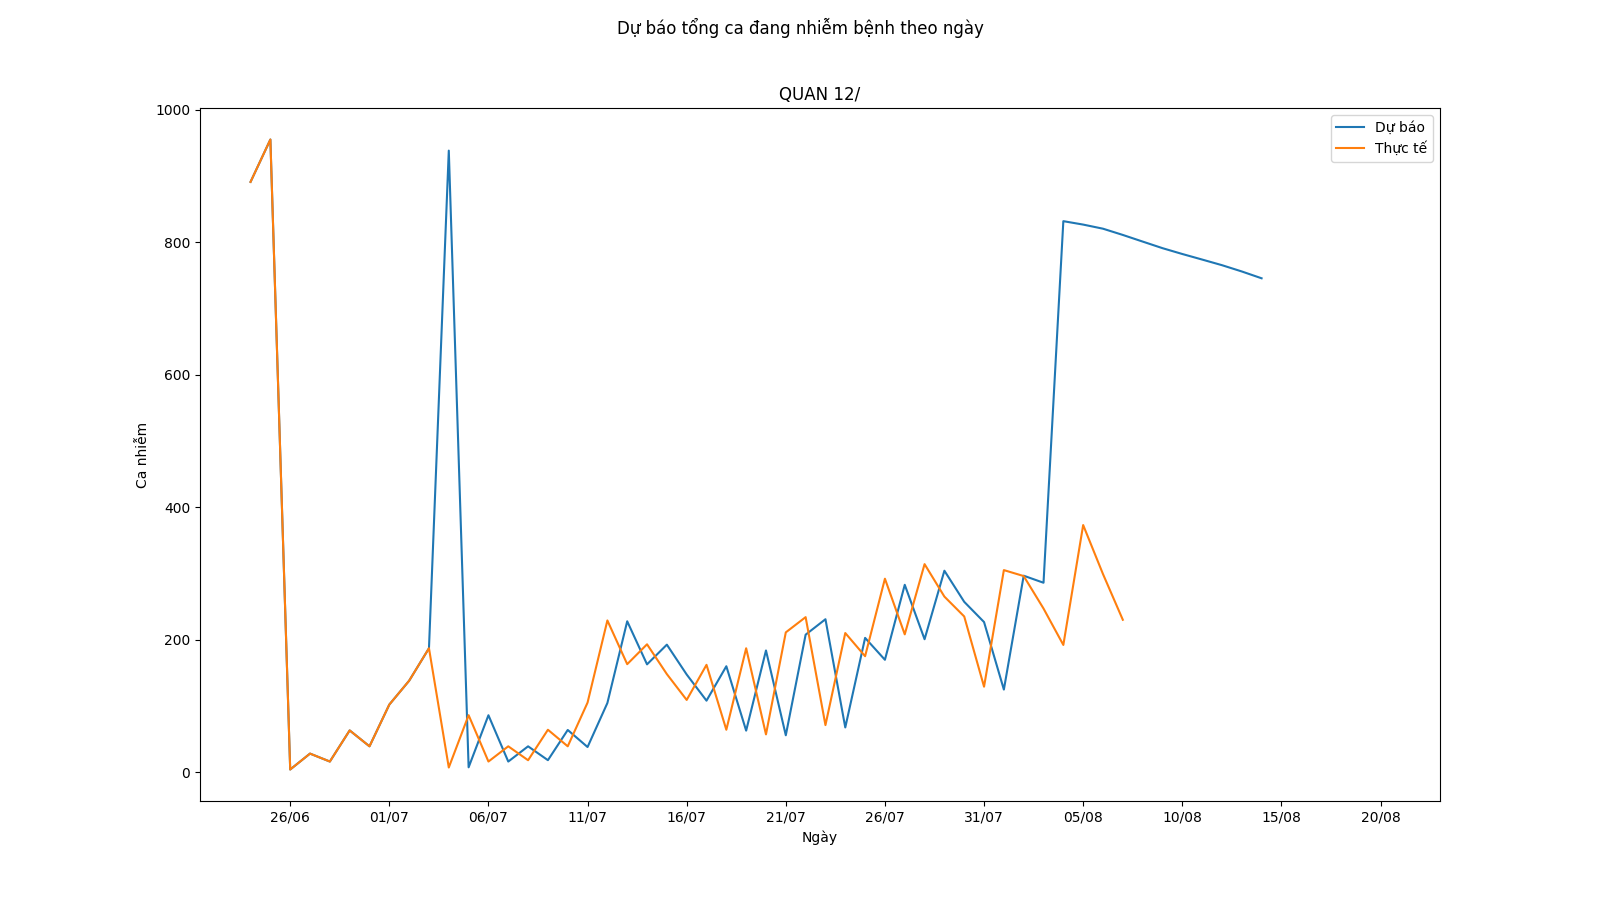 Dự báo tổng ca đang nhiễm bệnh theo ngày
QUAN 12/
1000
800
600
400
200
0
Ca nhiễm
Dự báo
Thực tế
26/06 01/07 06/07 11/07 16/07 21/07 26/07 31/07 05/08 10/08 15/08 20/08
Ngày